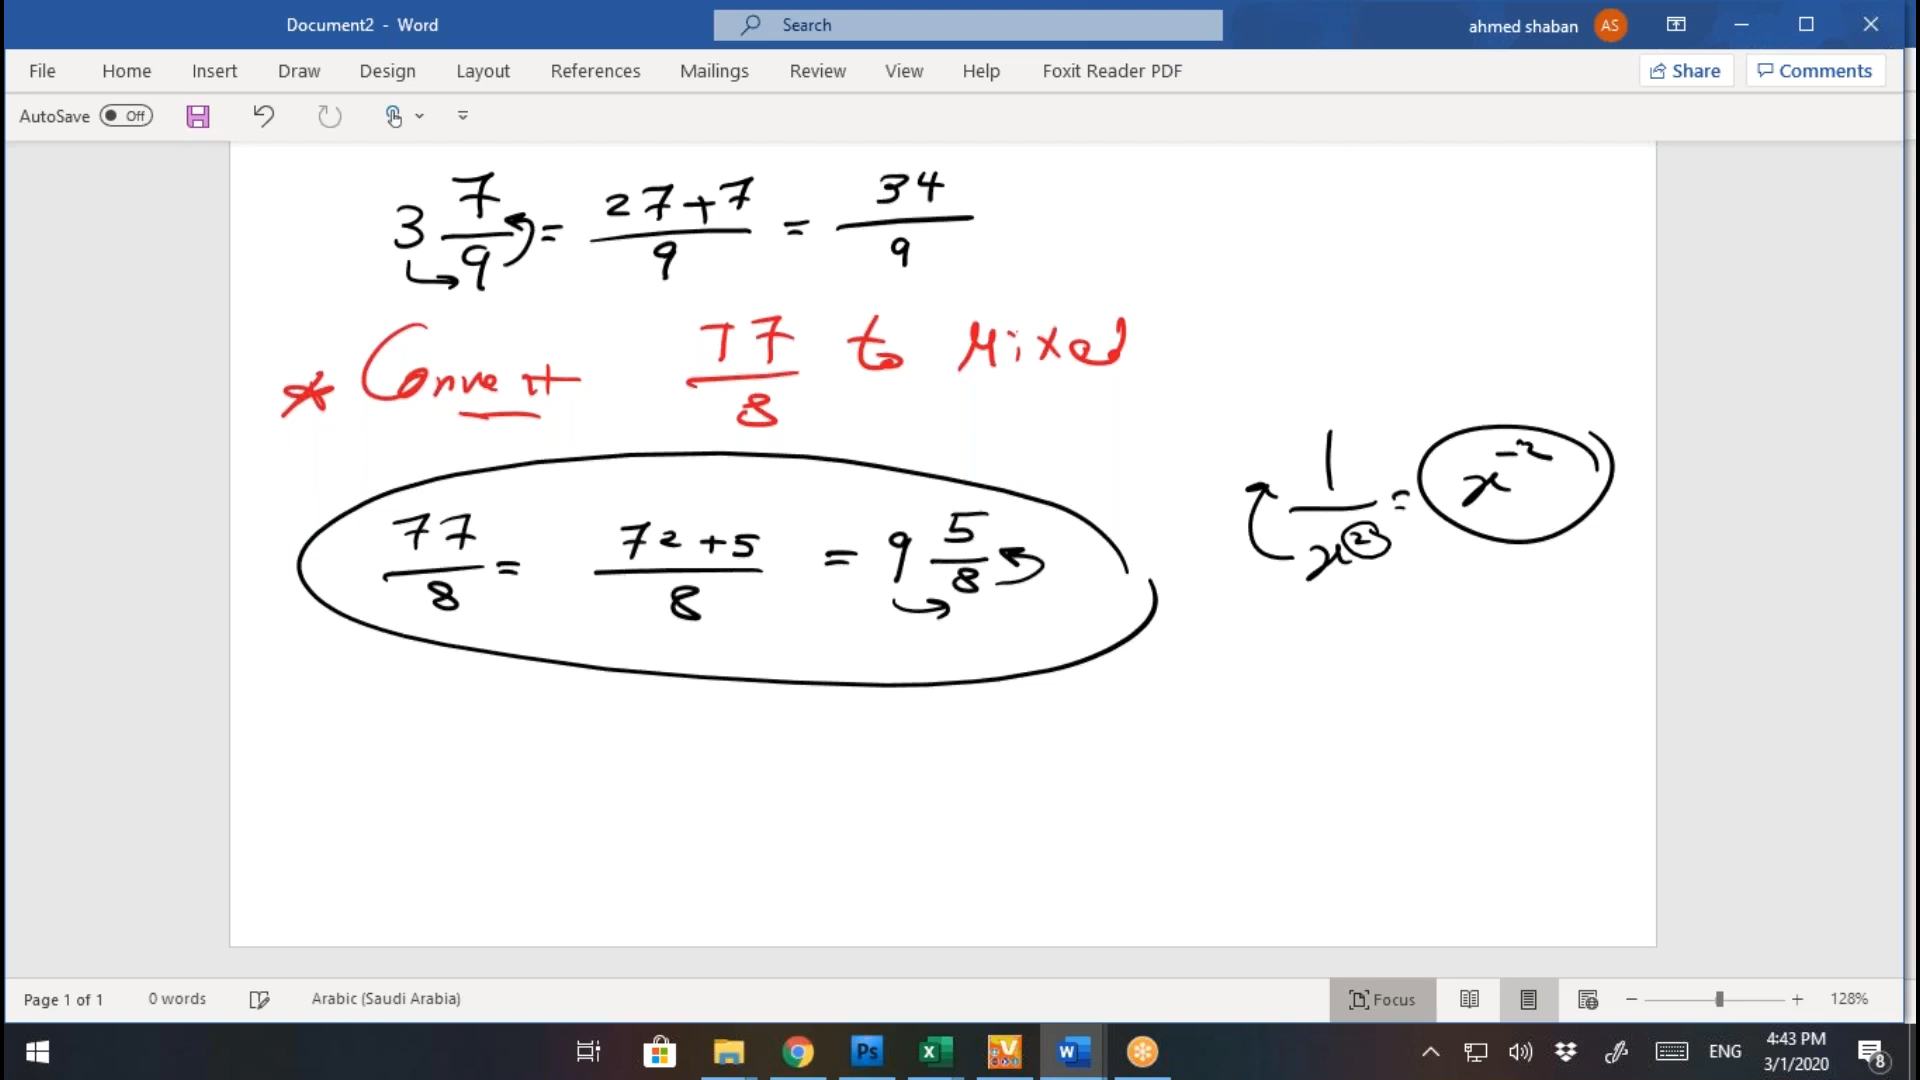 Document2 - Word
Search
ahmed shaban AS
File Home Insert Draw Design Layout References Mailings Review View Help Foxit Reader PDF Share Comments
AutoSave Off
3 7/9 = 27+7/9 = 34/9
* Convert 77/8 to Mixed
77/8 = 72+5/8 = 9 5/8
1/x² = x⁻²
Page 1 of 1 0 words Arabic (Saudi Arabia) Focus 128%
Ps ENG 4:43 PM
3/1/2020 8